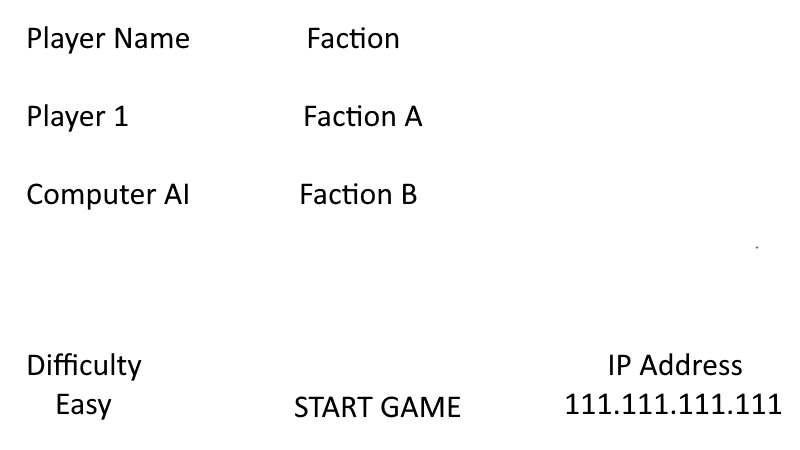 Player Name Faction
Player 1 Faction A
Computer AI Faction B
Difficulty IP Address
Easy START GAME 111.111.111.111